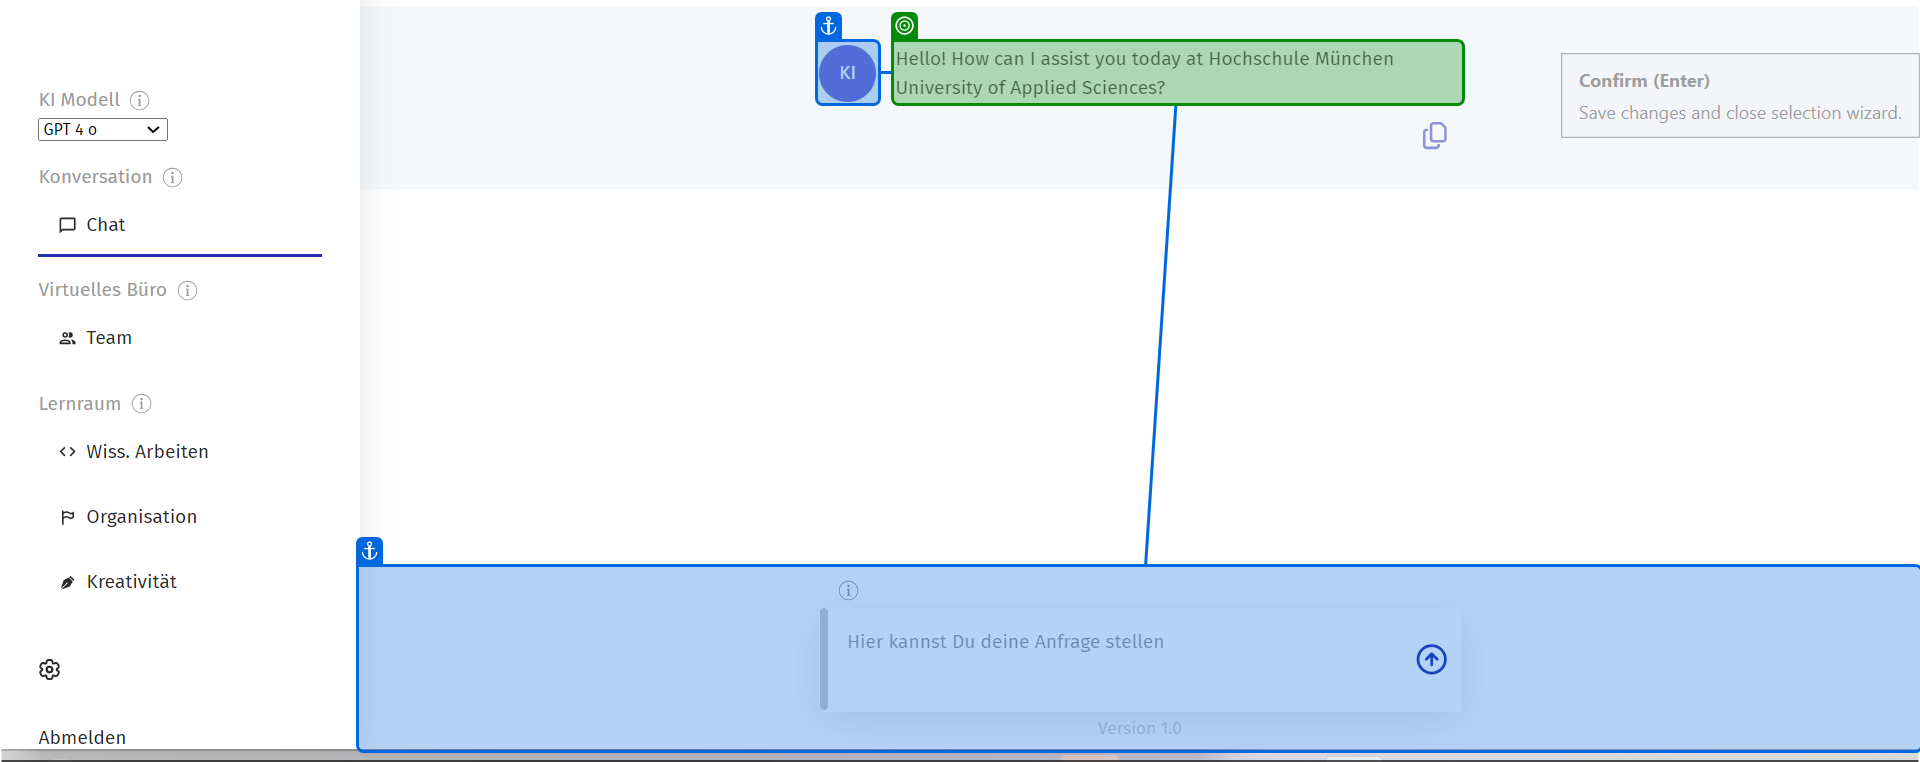 KI Modell
GPT 4 o
Konversation
Chat
Virtuelles Büro
Team
Lernraum
Wiss. Arbeiten
Organisation
Kreativität
Abmelden
KI
Hello! How can I assist you today at Hochschule München
University of Applied Sciences?
Confirm (Enter)
Save changes and close selection wizard.
Hier kannst Du deine Anfrage stellen
Version 1.0